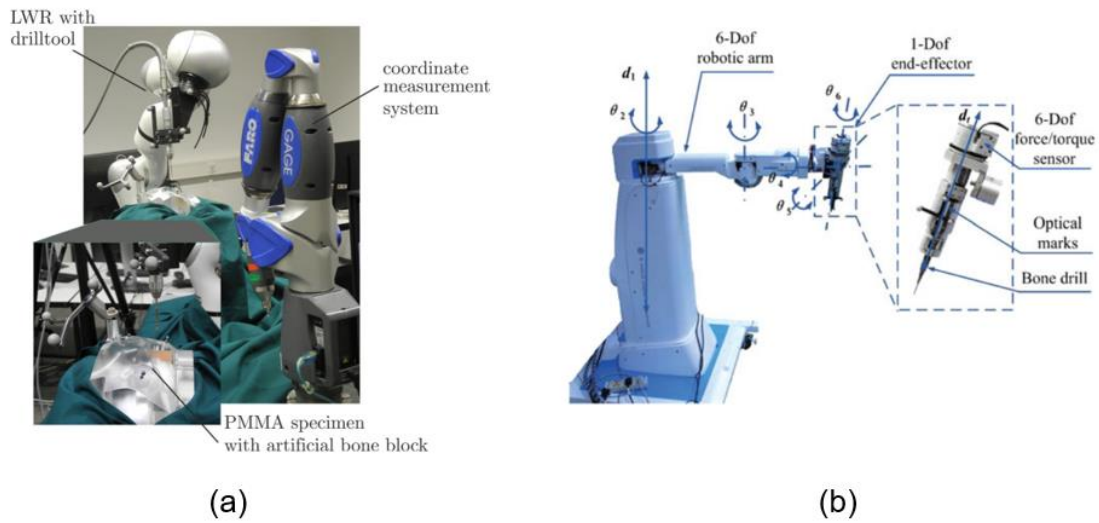 LWR with
drilltool
coordinate
measurement
system
FARO
GAGE
PMMA specimen
with artificial bone block
(a)
6-Dof
robotic arm
1-Dof
end-effector
d₁
θ₂
θ₃
θ₆
θ₄
θ₅
6-Dof
force/torque
sensor
Optical
marks
Bone drill
(b)